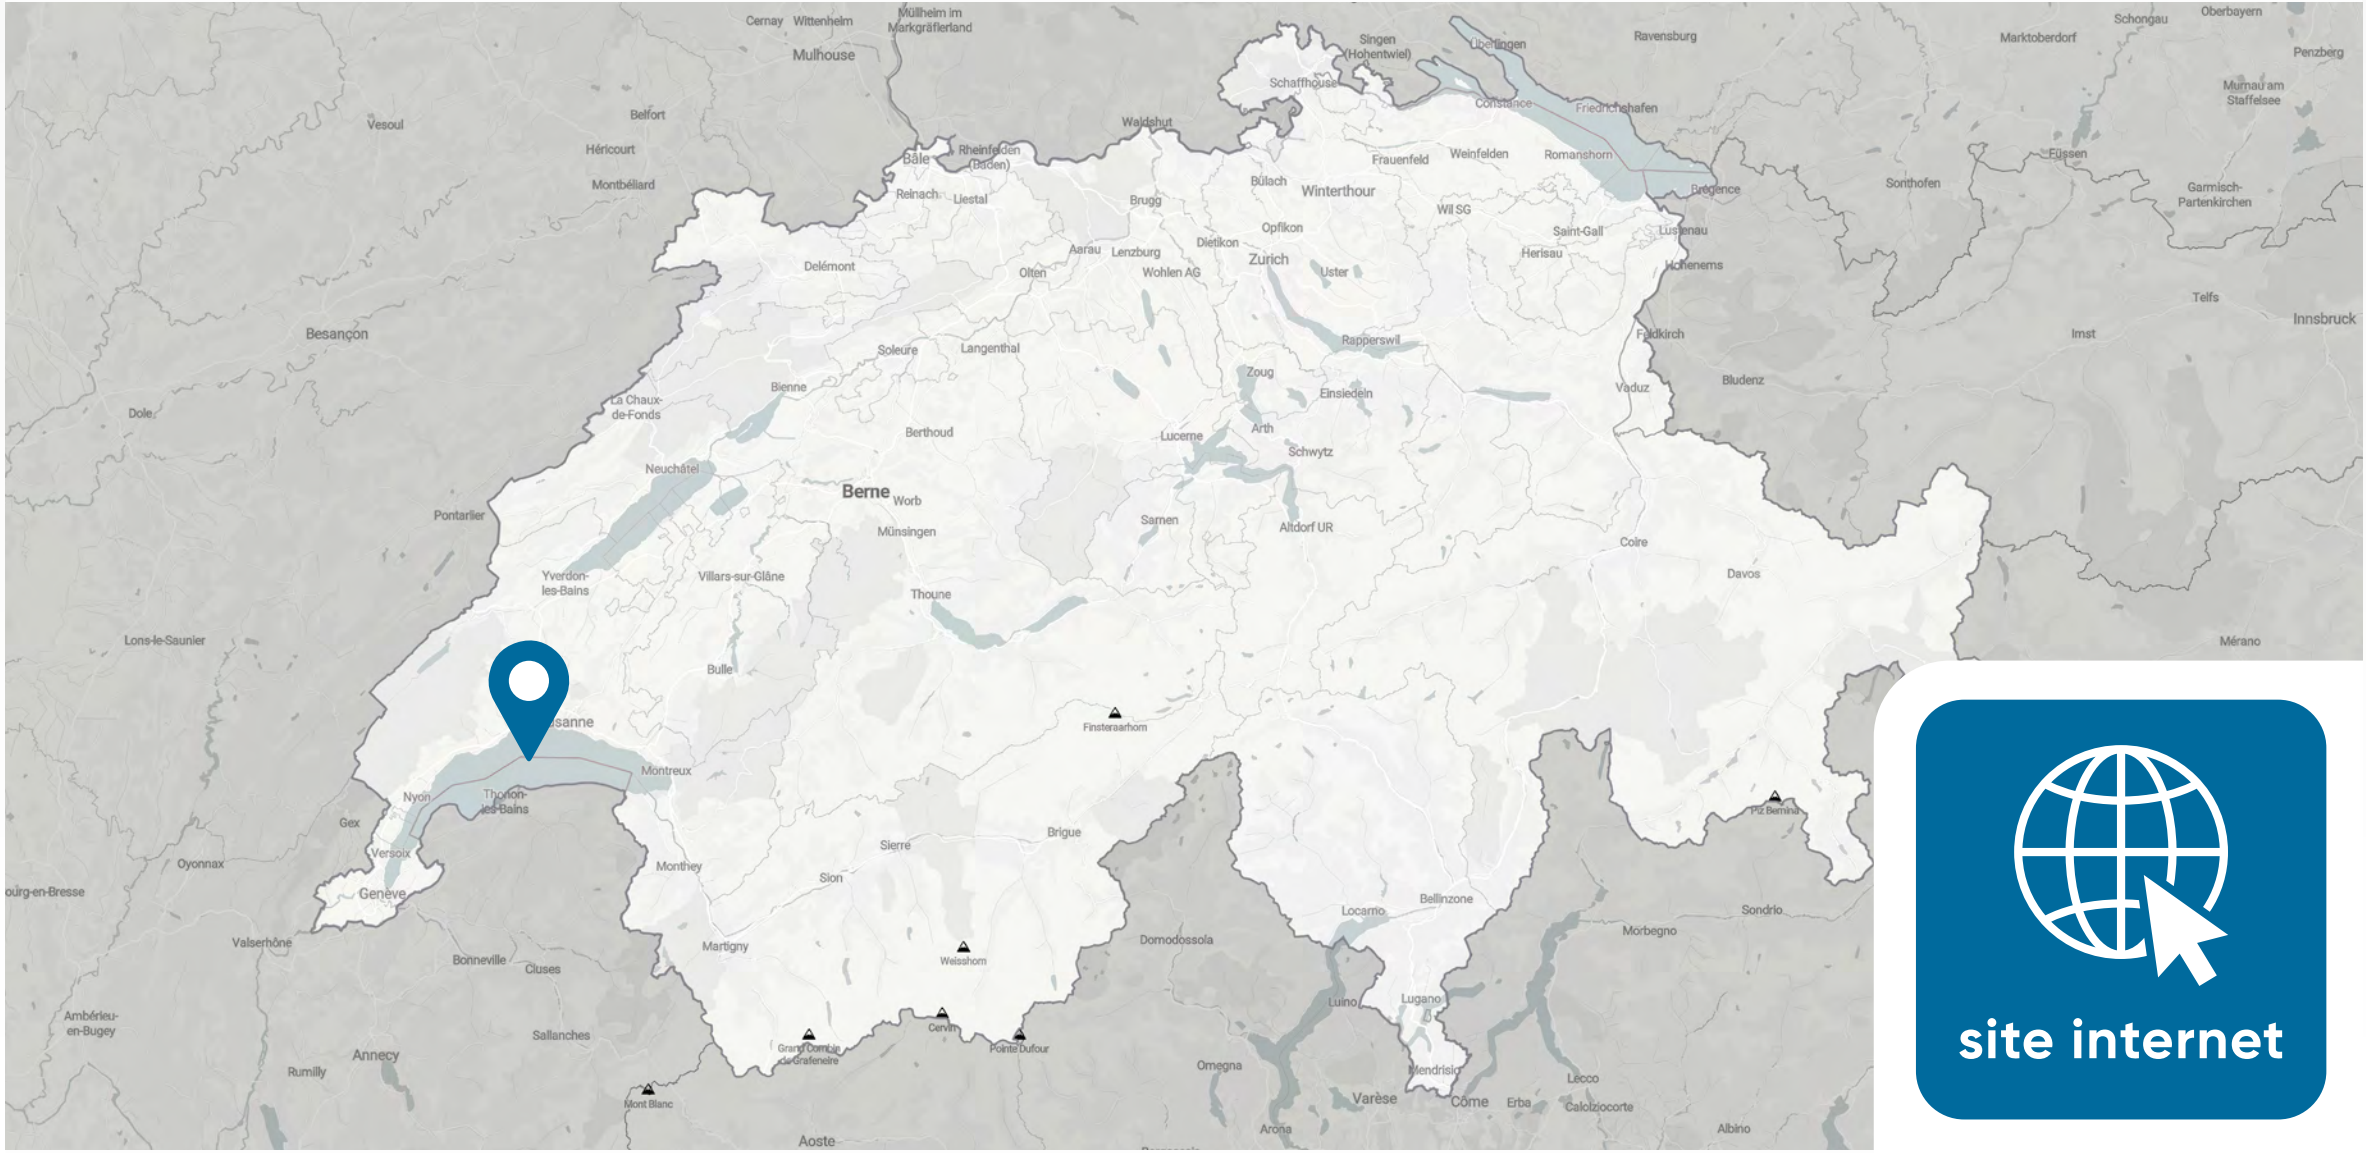 Cernay
Wittenheim
Müllheim im
Markgräflerland
Mulhouse
Singen
(Hohentwiel)
Überlingen
Ravensburg
Marktoberdorf
Schongau
Oberbayern
Penzberg
Murnau am
Staffelsee
Schaffhouse
Constance
Friedrichshafen
Vesoul
Belfort
Waldshut
Héricourt
Bâle
Rheinfelden
(Baden)
Frauenfeld
Weinfelden
Romanshorn
Füssen
Montbéliard
Reinach
Liestal
Brugg
Bülach
Winterthour
Wil SG
Brégence
Sonthofen
Garmisch-
Partenkirchen
Opfikon
Saint-Gall
Lustenau
Delémont
Aarau
Lenzburg
Dietikon
Zurich
Herisau
Hohenems
Olten
Wohlen AG
Uster
Telfs
Besançon
Innsbruck
Soleure
Langenthal
Rapperswil
Feldkirch
Imst
Bienne
Zoug
Einsiedeln
Vaduz
Bludenz
Dole
La Chaux-
de-Fonds
Berthoud
Lucerne
Arth
Schwytz
Neuchâtel
Berne
Worb
Pontarlier
Münsingen
Sarnen
Altdorf UR
Coire
Yverdon-
les-Bains
Villars-sur-Glâne
Thoune
Davos
Lons-le-Saunier
Mérano
Bulle
sanne
Finsteraarhorn
Montreux
Nyon
Thonon-
les-Bains
Piz Bernina
Gex
Versoix
Sierre
Brigue
Oyonnax
Monthey
Sion
ourg-en-Bresse
Genève
Locarno
Bellinzone
Sondrio
Valserhône
Martigny
Weisshorn
Domodossola
Morbegno
Bonneville
Cluses
Luino
Lugano
Ambérieu-
en-Bugey
Sallanches
Grand Combin
de Grafeneire
Cervin
Pointe Dufour
Annecy
Rumilly
Omegna
Mendrisio
Lecco
Mont Blanc
Varèse
Côme
Erba
Calolziocorte
Aoste
Arona
Albino
site internet